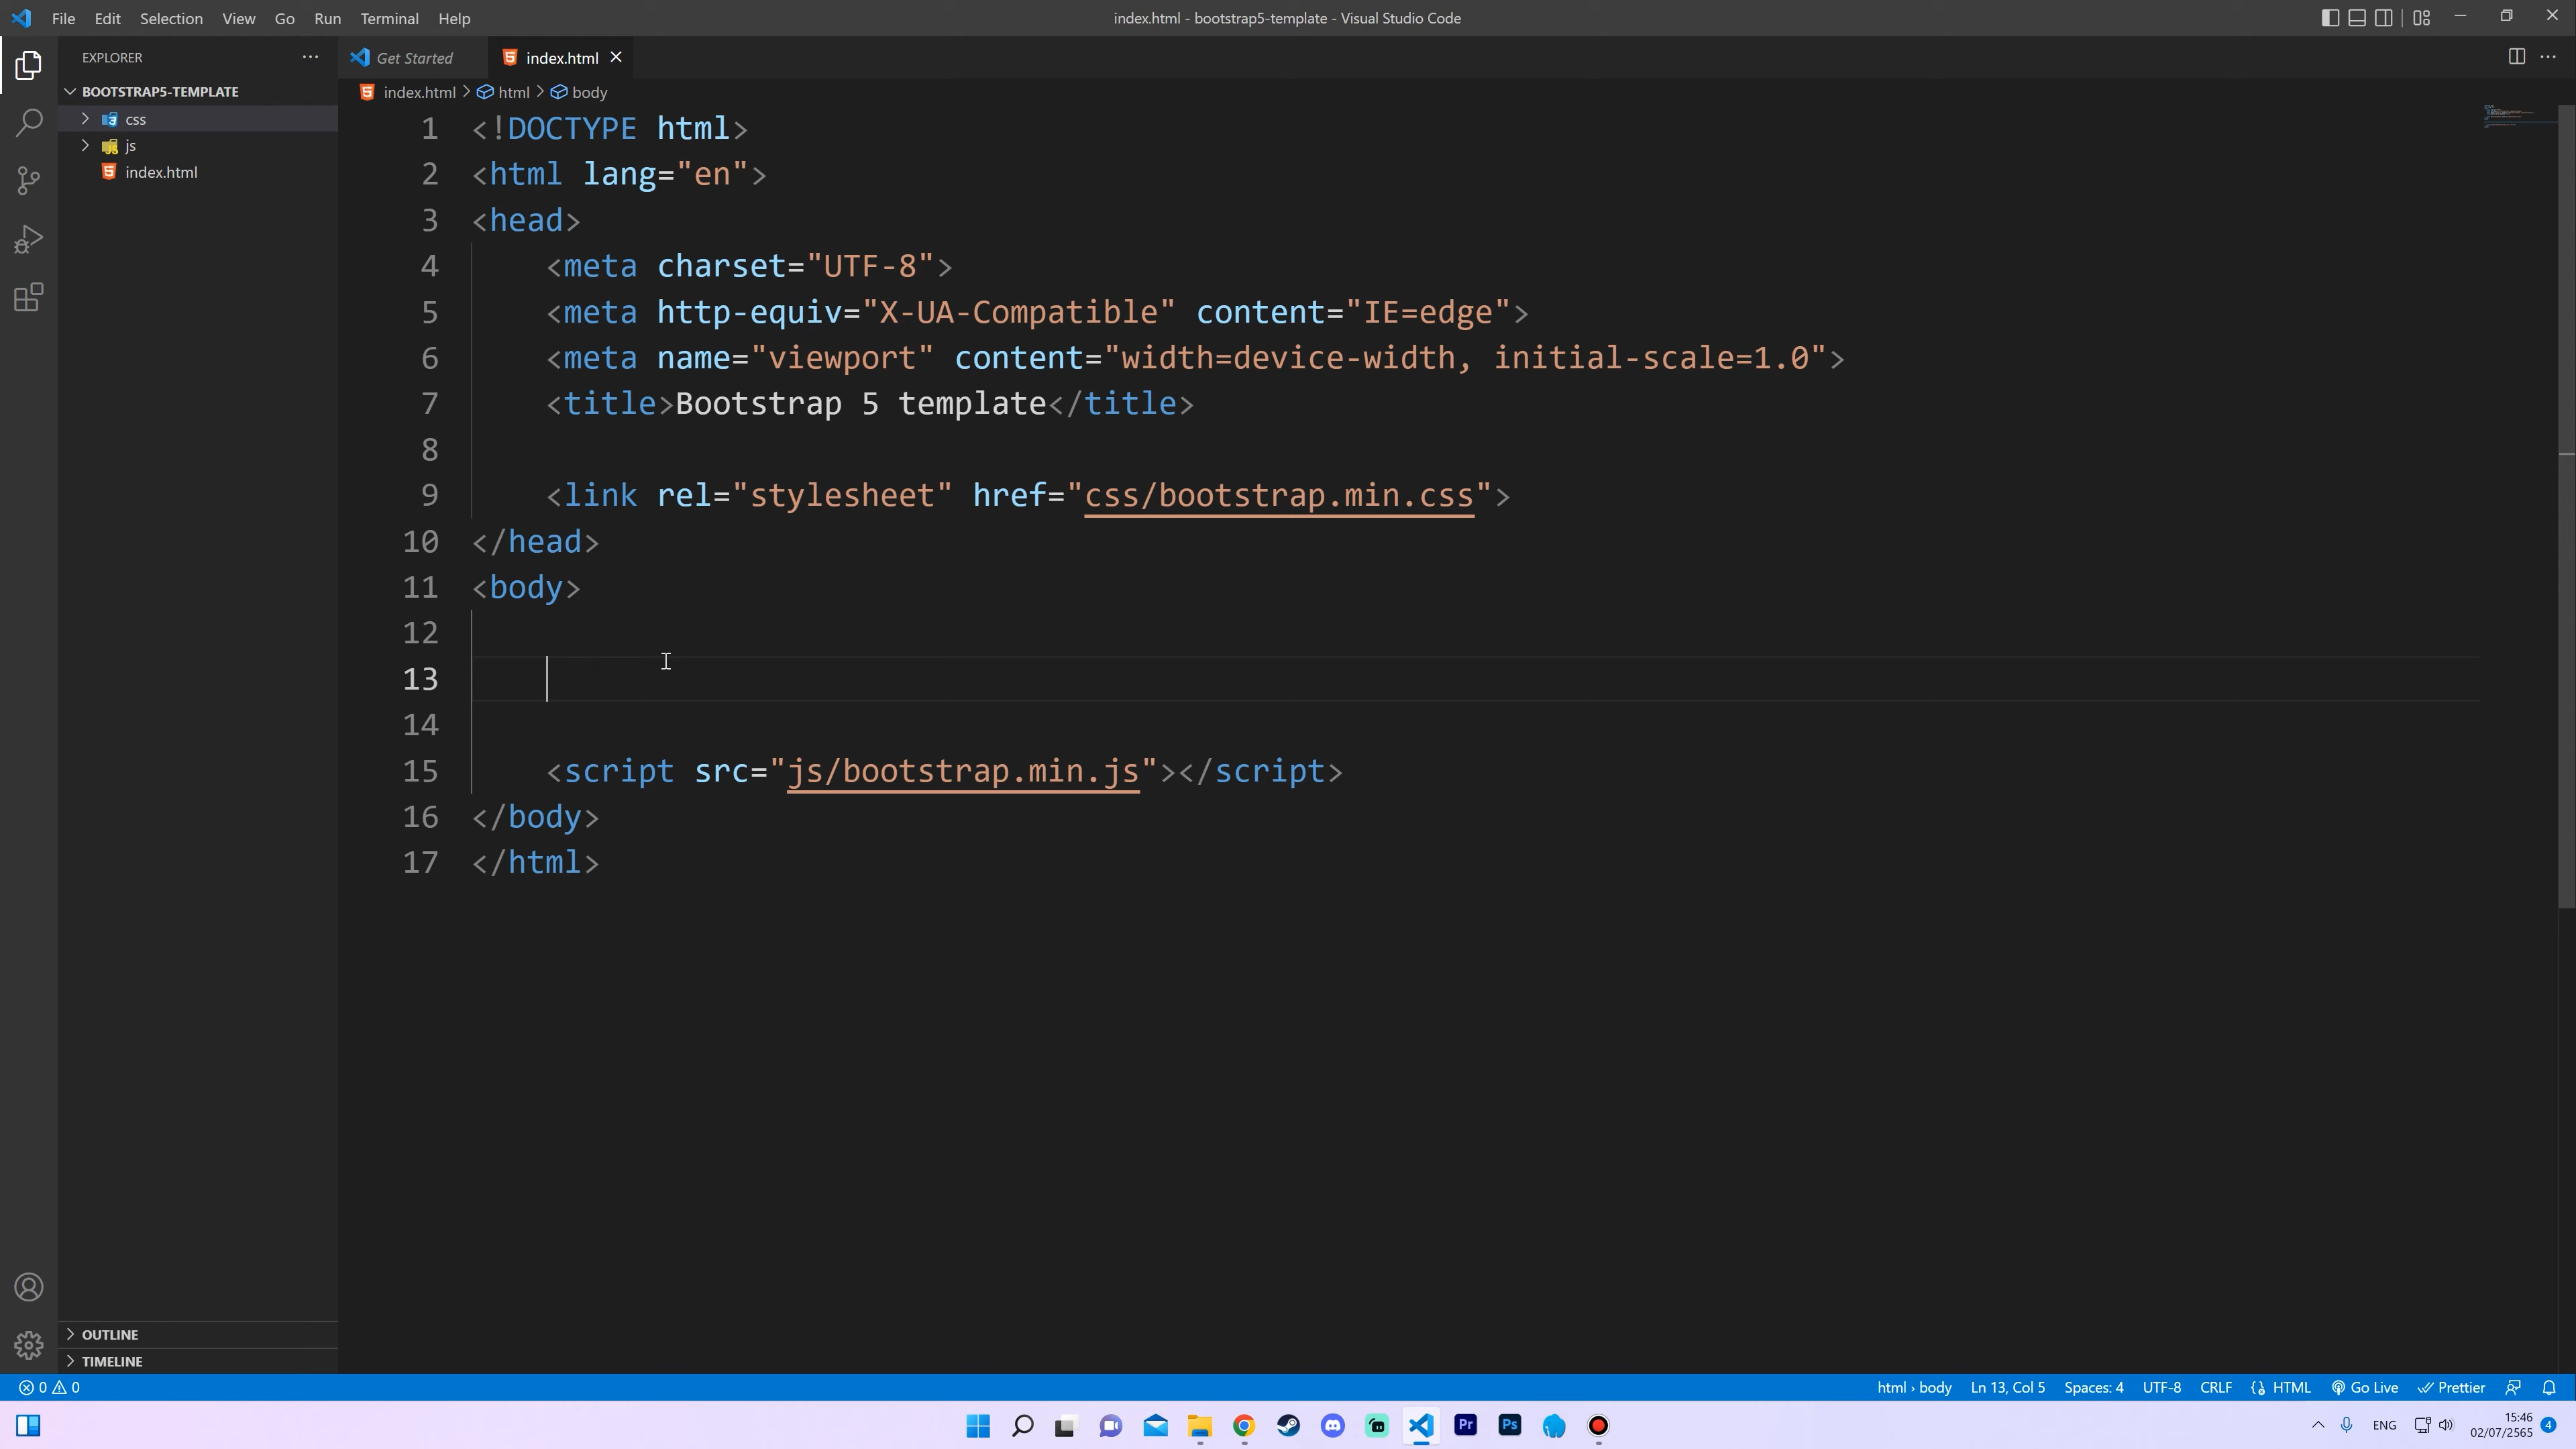 File Edit Selection View Go Run Terminal Help
index.html - bootstrap5-template - Visual Studio Code
EXPLORER
Get Started
index.html
BOOTSTRAP5-TEMPLATE
css
js
index.html
index.html > html > body
1 <!DOCTYPE html>
2 <html lang="en">
3 <head>
4     <meta charset="UTF-8">
5     <meta http-equiv="X-UA-Compatible" content="IE=edge">
6     <meta name="viewport" content="width=device-width, initial-scale=1.0">
7     <title>Bootstrap 5 template</title>
8
9     <link rel="stylesheet" href="css/bootstrap.min.css">
10 </head>
11 <body>
12
13
14
15     <script src="js/bootstrap.min.js"></script>
16 </body>
17 </html>
OUTLINE
TIMELINE
0 0
html › body Ln 13, Col 5 Spaces: 4 UTF-8 CRLF {} HTML Go Live Prettier
Pr Ps
ENG
15:46
02/07/2565
4